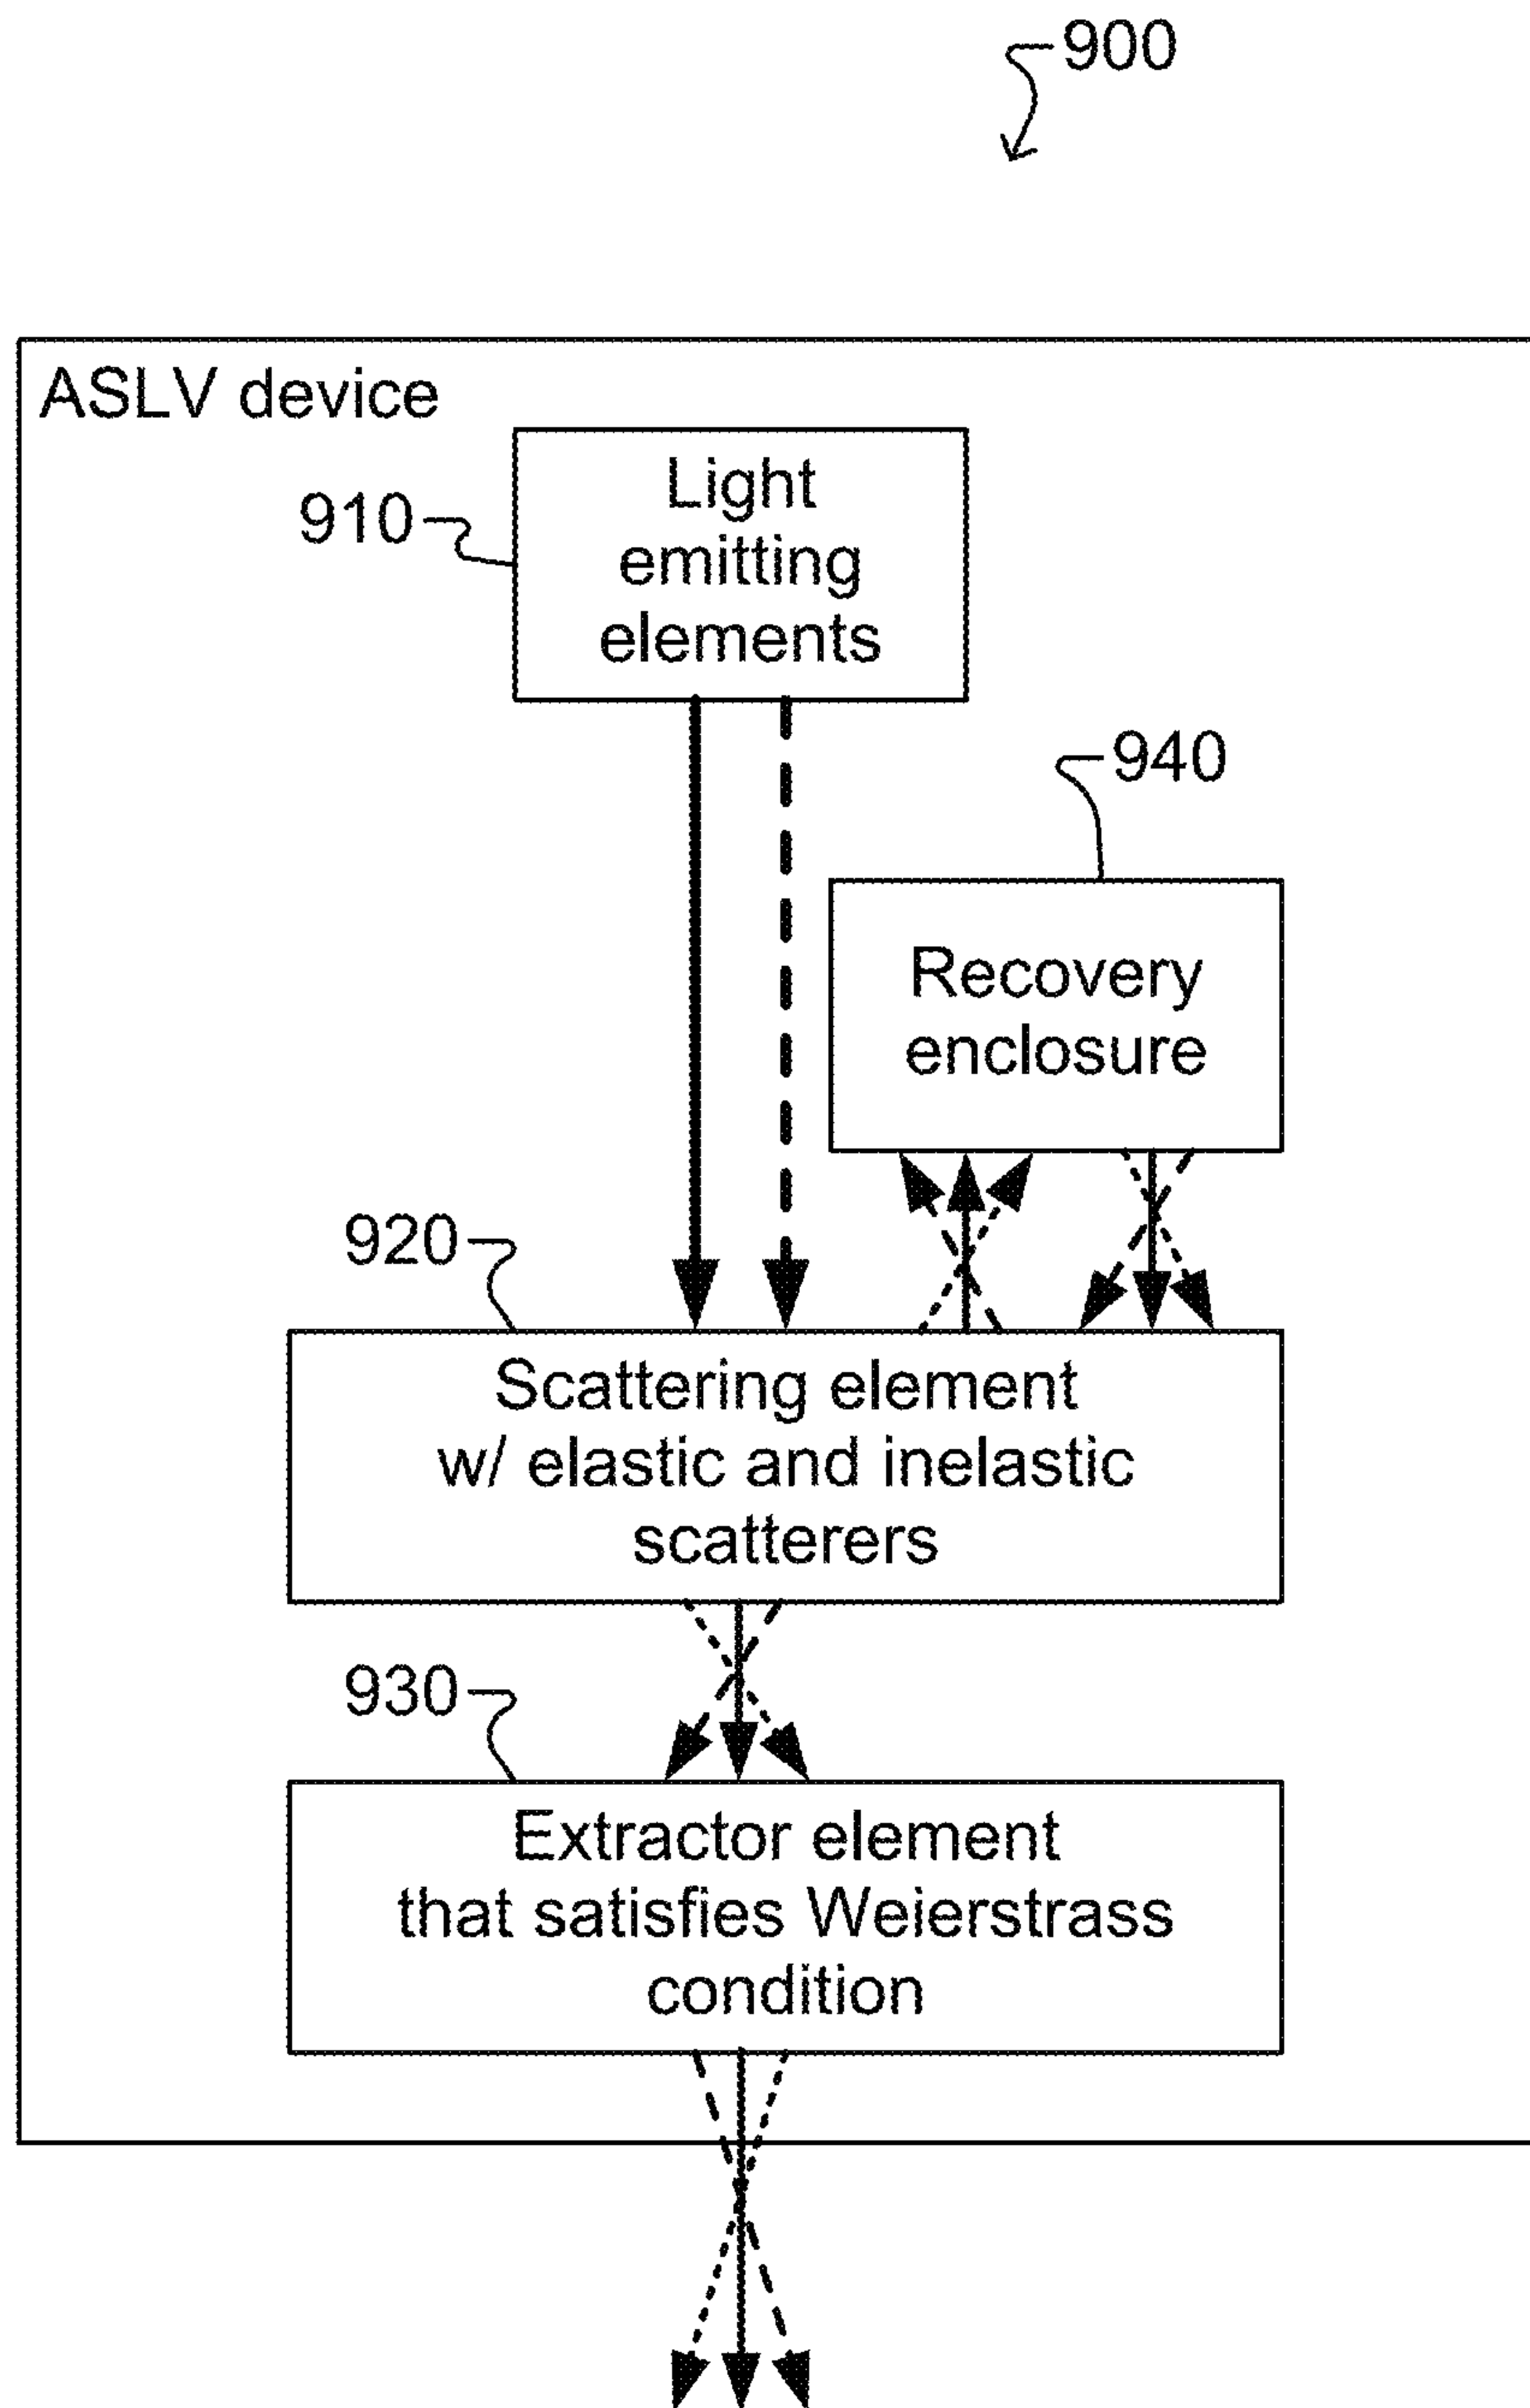 900
ASLV device
910
Light
emitting
elements
940
Recovery
enclosure
920
Scattering element
w/ elastic and inelastic
scatterers
930
Extractor element
that satisfies Weierstrass
condition